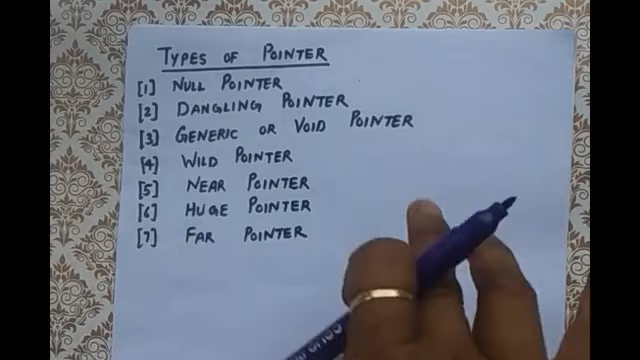 TYPES OF POINTER
[1] NULL POINTER
[2] DANGLING POINTER
[3] GENERIC OR VOID POINTER
[4] WILD POINTER
[5] NEAR POINTER
[6] HUGE POINTER
[7] FAR POINTER